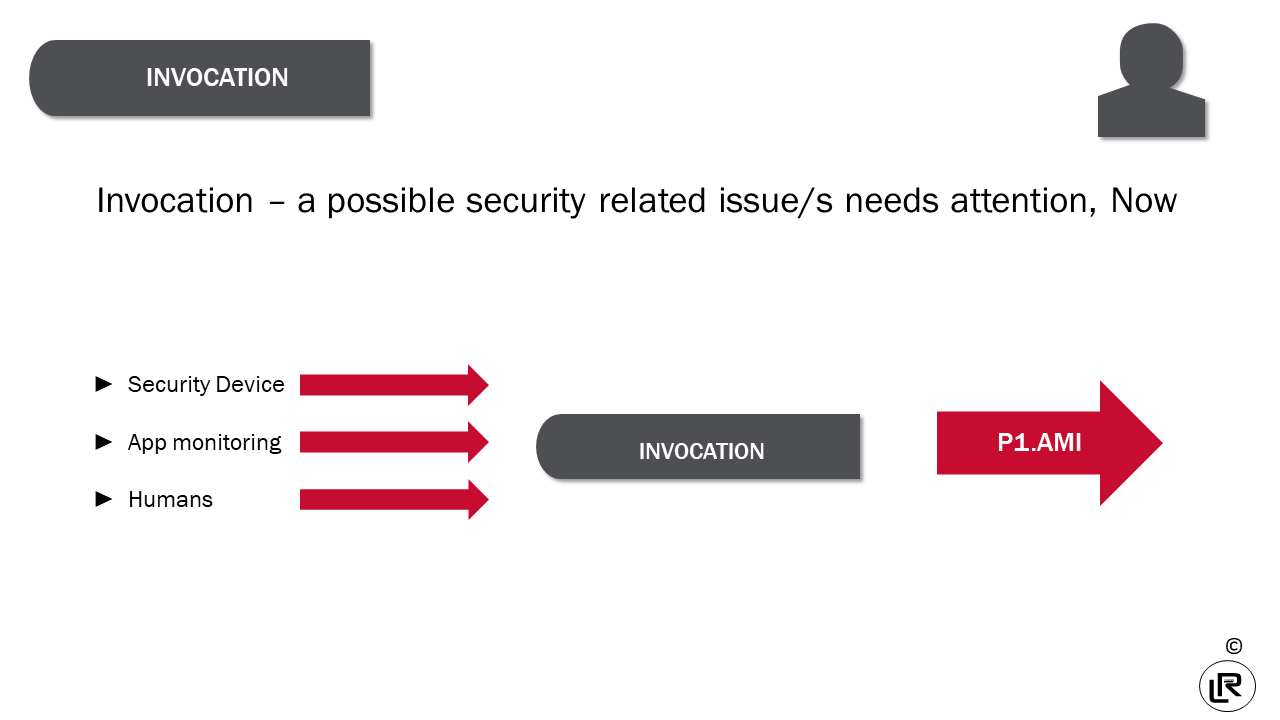 INVOCATION
Invocation – a possible security related issue/s needs attention, Now
► Security Device
► App monitoring
► Humans
INVOCATION
P1.AMI
©
LR